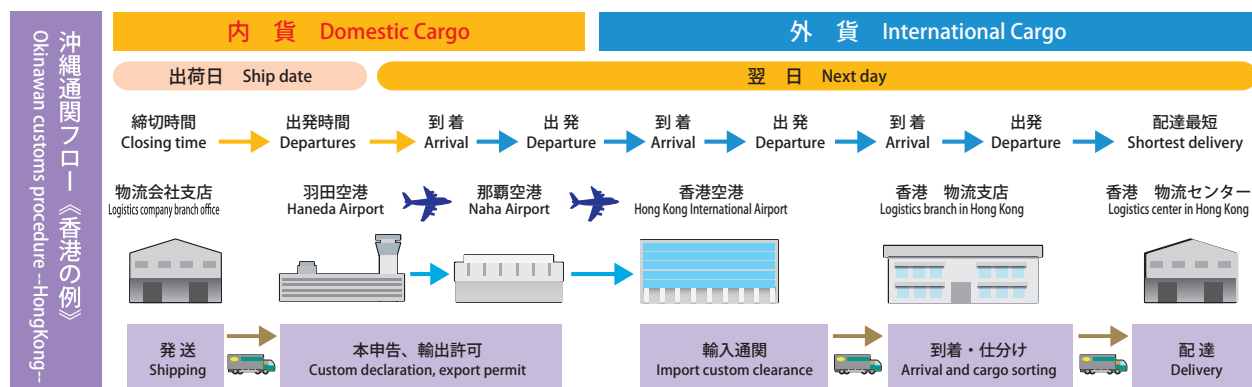 沖縄通関フロー《香港の例》
Okinawan customs procedure --HongKong--
内 貨 Domestic Cargo
外 貨 International Cargo
出荷日 Ship date
翌 日 Next day
締切時間
Closing time
出発時間
Departures
到 着
Arrival
出 発
Departure
到 着
Arrival
出 発
Departure
到 着
Arrival
出発
Departure
配達最短
Shortest delivery
物流会社支店
Logistics company branch office
羽田空港
Haneda Airport
那覇空港
Naha Airport
香港空港
Hong Kong International Airport
香港 物流支店
Logistics branch in Hong Kong
香港 物流センター
Logistics center in Hong Kong
発 送
Shipping
本申告、輸出許可
Custom declaration, export permit
輸入通関
Import custom clearance
到着・仕分け
Arrival and cargo sorting
配 達
Delivery